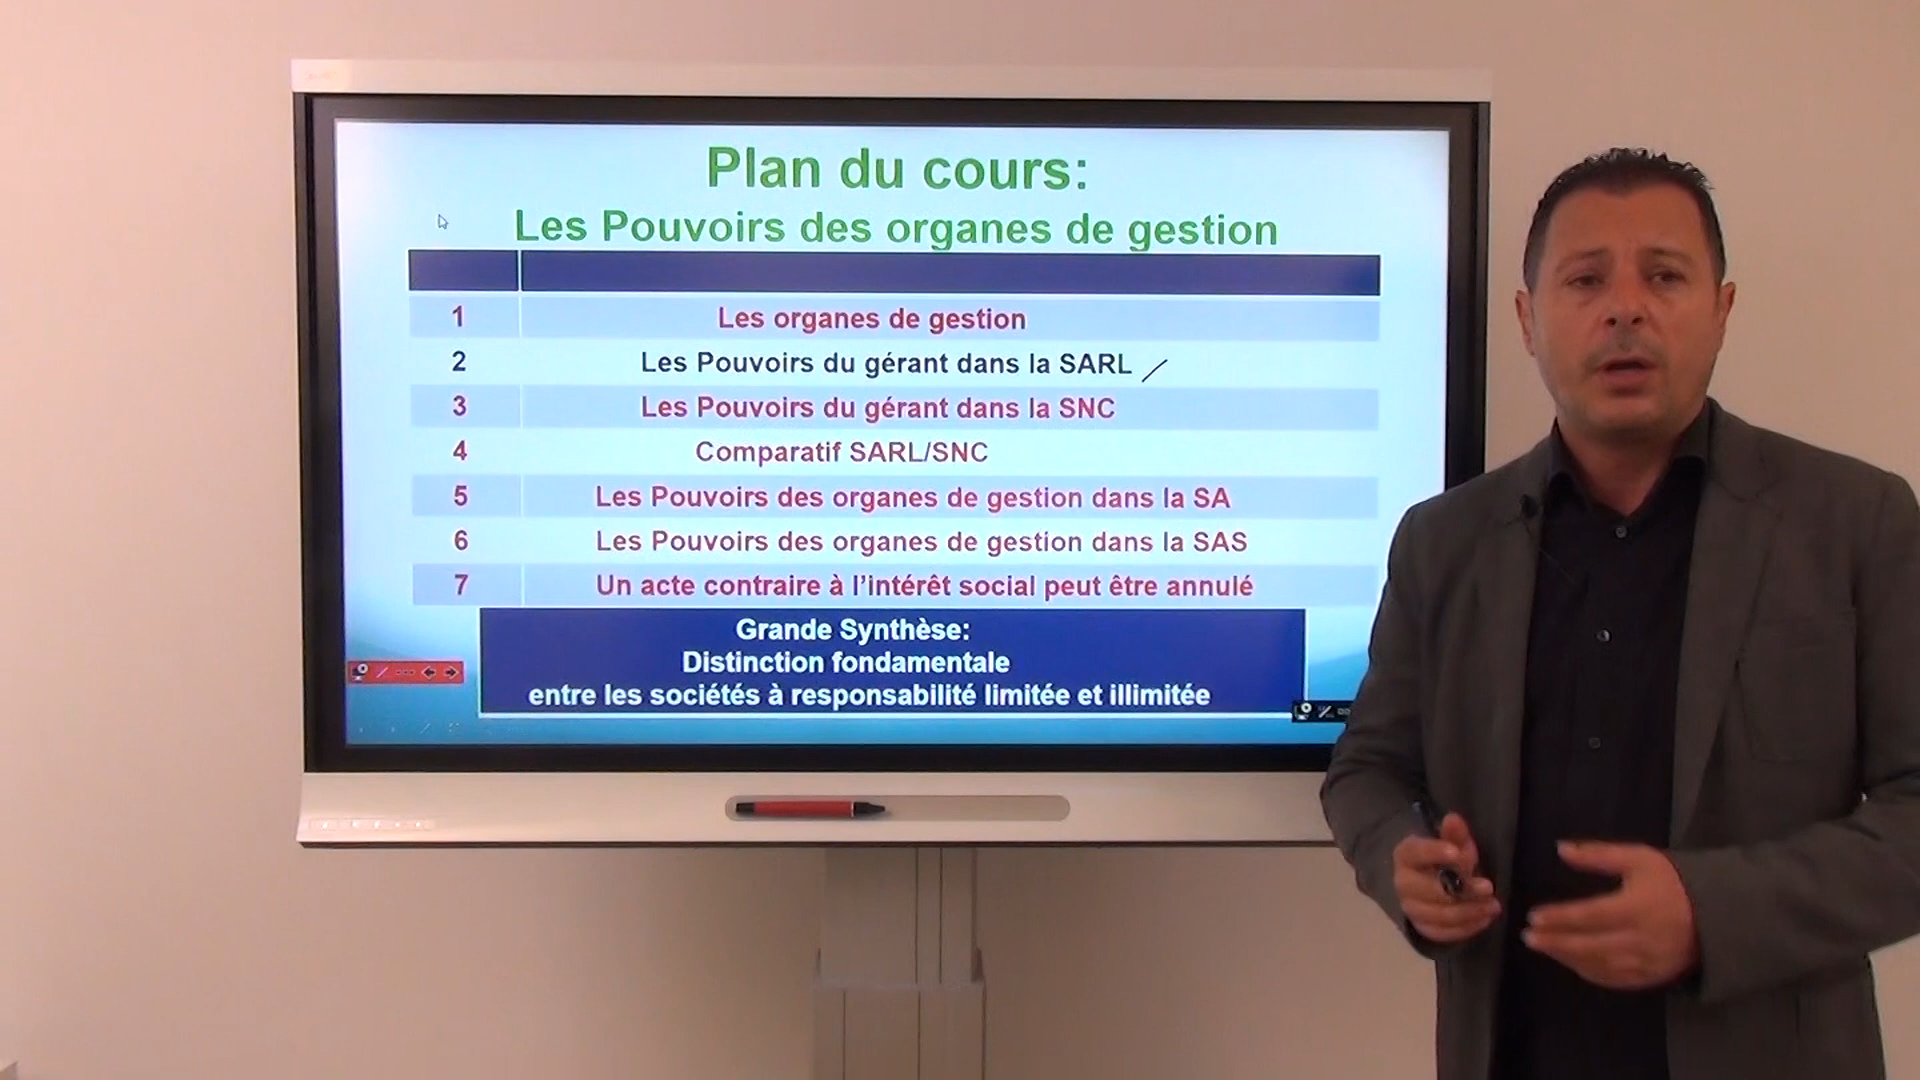 Plan du cours:
Les Pouvoirs des organes de gestion
1 Les organes de gestion
2 Les Pouvoirs du gérant dans la SARL
3 Les Pouvoirs du gérant dans la SNC
4 Comparatif SARL/SNC
5 Les Pouvoirs des organes de gestion dans la SA
6 Les Pouvoirs des organes de gestion dans la SAS
7 Un acte contraire à l'intérêt social peut être annulé
Grande Synthèse:
Distinction fondamentale
entre les sociétés à responsabilité limitée et illimitée